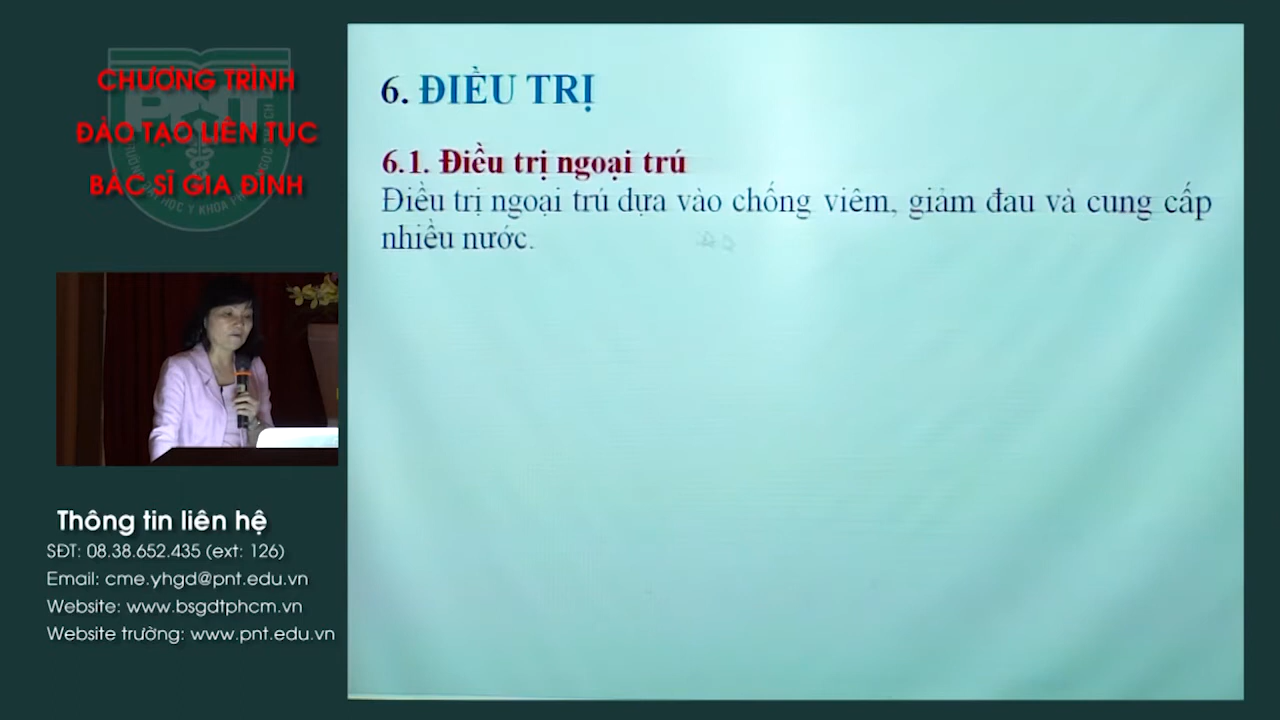 CHƯƠNG TRÌNH
ĐÀO TẠO LIÊN TỤC
BÁC SĨ GIA ĐÌNH
PNT
Thông tin liên hệ
SĐT: 08.38.652.435 (ext: 126)
Email: cme.yhgd@pnt.edu.vn
Website: www.bsgdtphcm.vn
Website trường: www.pnt.edu.vn
6. ĐIỀU TRỊ
6.1. Điều trị ngoại trú
Điều trị ngoại trú dựa vào chống viêm, giảm đau và cung cấp
nhiều nước.